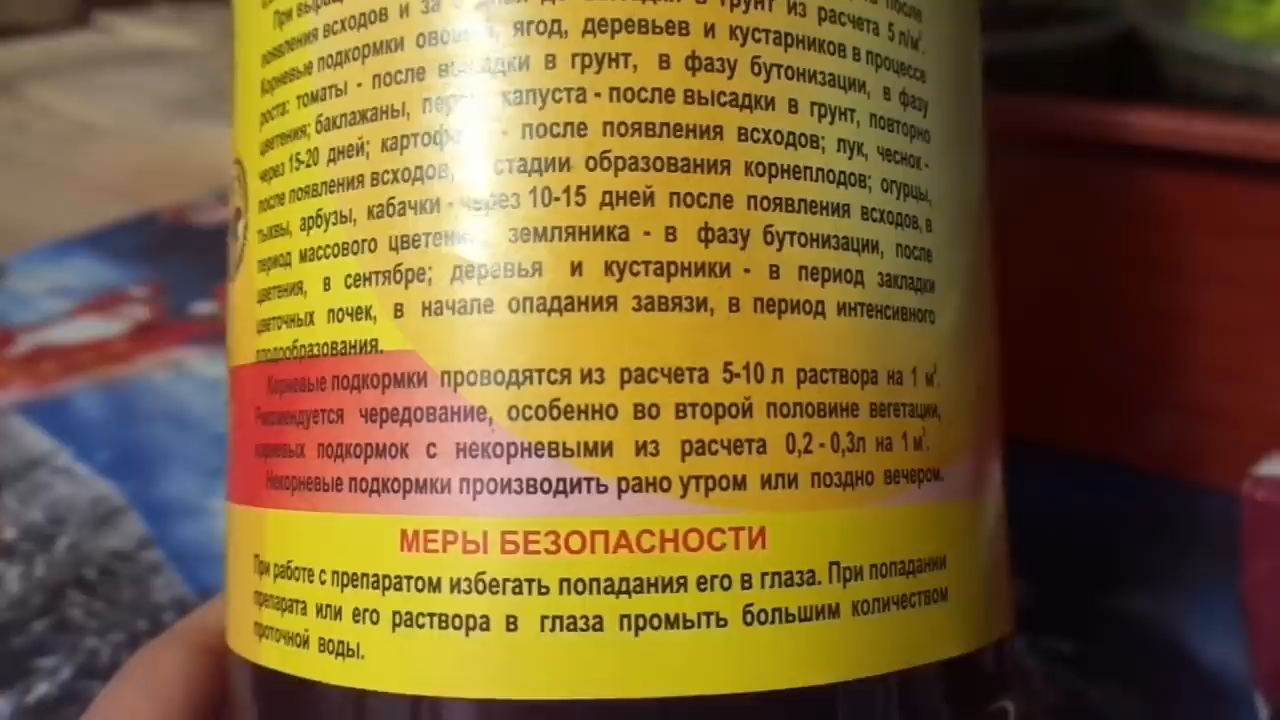 При
после
появления всходов и за в грунт из расчета 5 л/м².
Корневые подкормки ягод, деревьев и кустарников в процессе
роста: томаты - после высадки в грунт, в фазу бутонизации, в фазу
цветения; баклажаны, капуста - после высадки в грунт, повторно
через 15-20 дней; - после появления всходов; лук, чеснок -
после появления всходов, стадии образования корнеплодов; огурцы,
тыквы, арбузы, кабачки - через 10-15 дней после появления всходов, в
период массового земляника - в фазу бутонизации, после
цветения, в сентябре; деревья и кустарники - в период закладки
цветочных почек, в начале опадания завязи, в период интенсивного
плодообразования.
Корневые подкормки проводятся из расчета 5-10 л раствора на 1 м².
Рекомендуется чередование, особенно во второй половине вегетации,
корневых подкормок с некорневыми из расчета 0,2 - 0,3л на 1 м².
Некорневые подкормки производить рано утром или поздно вечером.
МЕРЫ БЕЗОПАСНОСТИ
При работе с препаратом избегать попадания его в глаза. При попадании
препарата или его раствора в глаза промыть большим количеством
проточной воды.